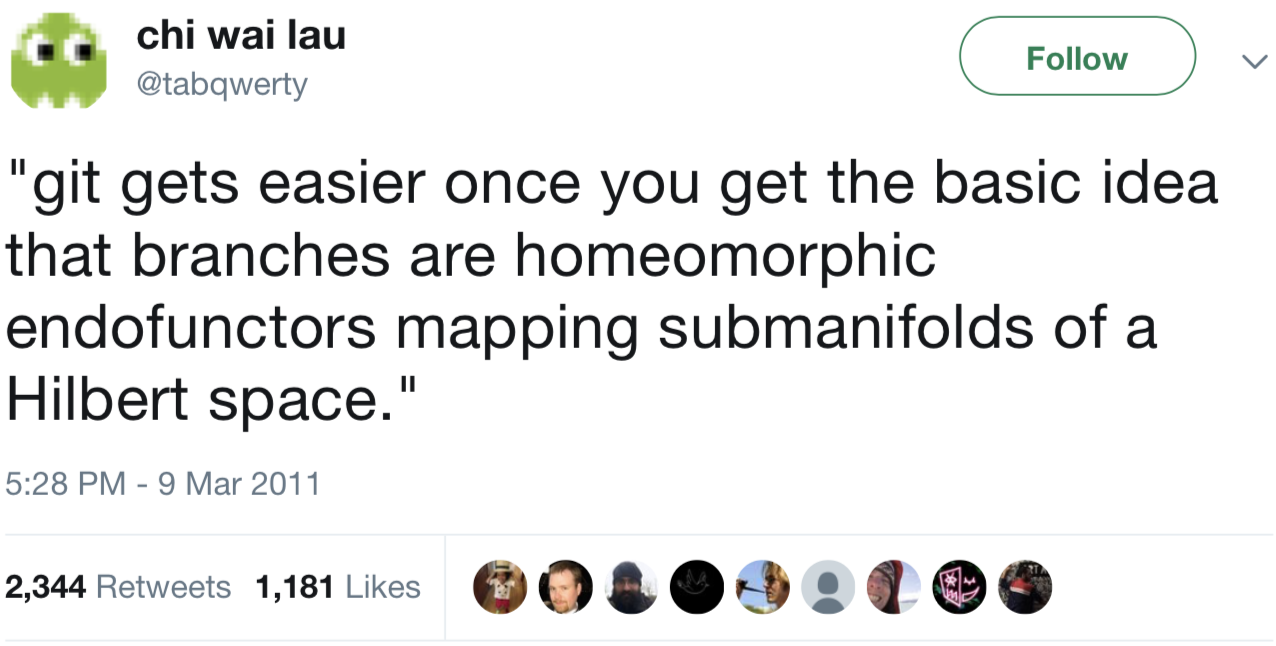 chi wai lau
@tabqwerty
Follow
"git gets easier once you get the basic idea
that branches are homeomorphic
endofunctors mapping submanifolds of a
Hilbert space."
5:28 PM - 9 Mar 2011
2,344 Retweets 1,181 Likes